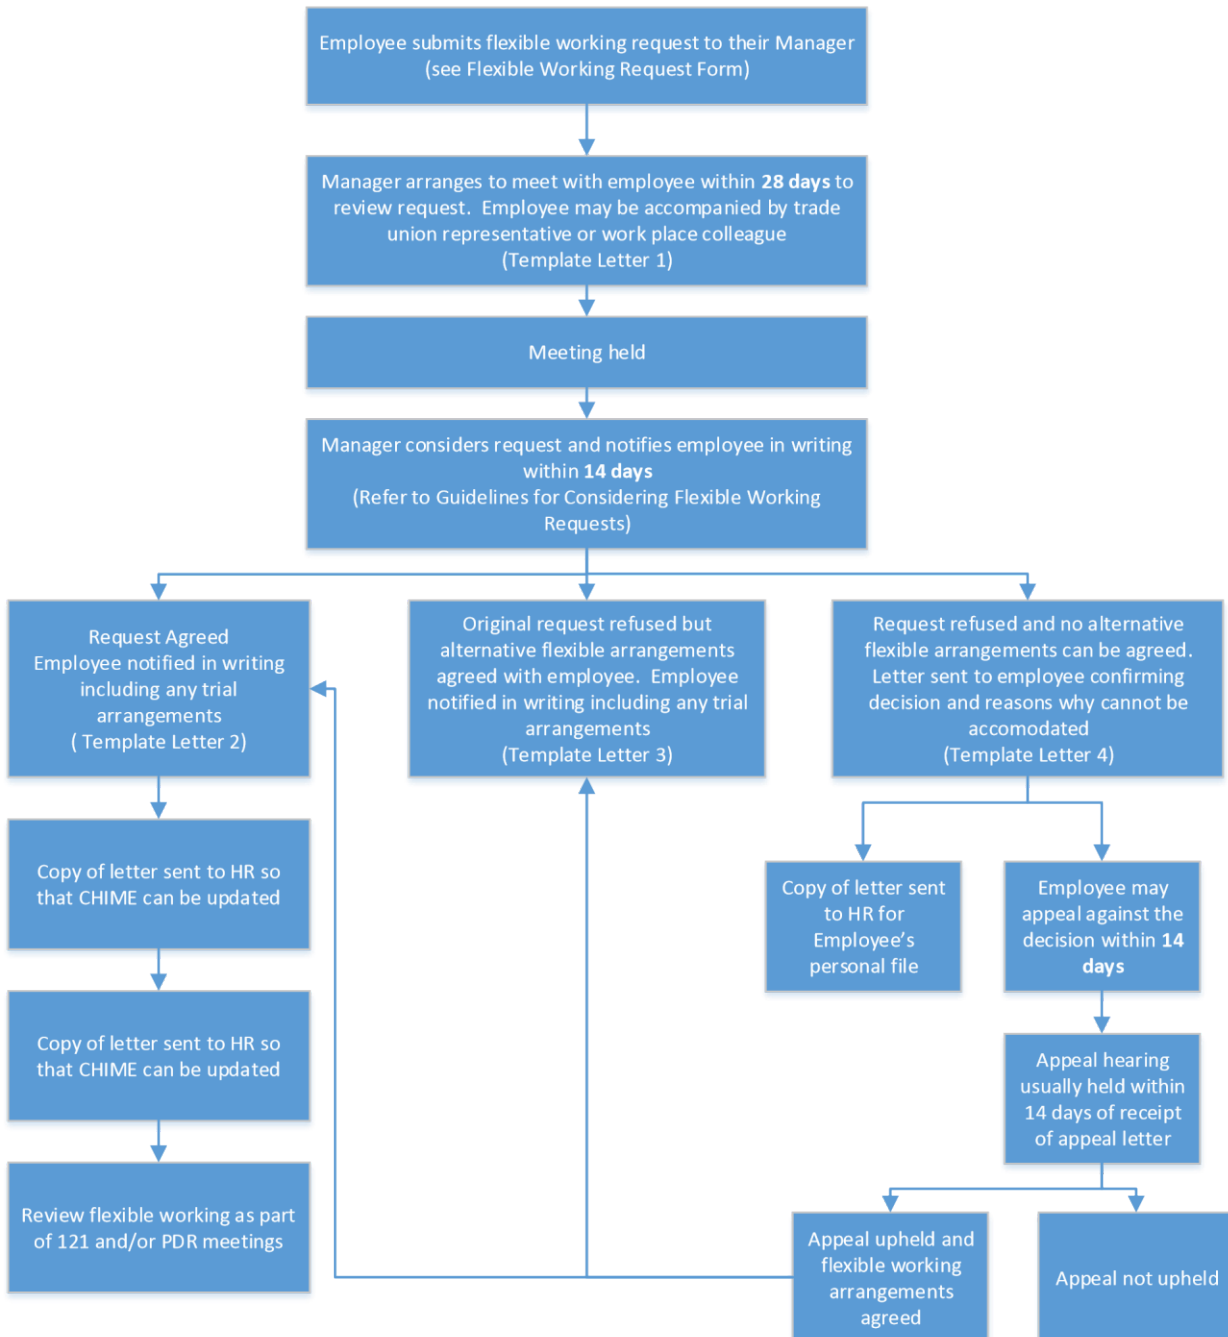 Employee submits flexible working request to their Manager
(see Flexible Working Request Form)
Manager arranges to meet with employee within 28 days to
review request.  Employee may be accompanied by trade
union representative or work place colleague
(Template Letter 1)
Meeting held
Manager considers request and notifies employee in writing
within 14 days
(Refer to Guidelines for Considering Flexible Working
Requests)
Request Agreed
Employee notified in writing
including any trial
arrangements
( Template Letter 2)
Original request refused but
alternative flexible arrangements
agreed with employee.  Employee
notified in writing including any trial
arrangements
(Template Letter 3)
Request refused and no alternative
flexible arrangements can be agreed.
Letter sent to employee confirming
decision and reasons why cannot be
accomodated
(Template Letter 4)
Copy of letter sent to HR so
that CHIME can be updated
Copy of letter sent
to HR for
Employee’s
personal file
Employee may
appeal against the
decision within 14
days
Copy of letter sent to HR so
that CHIME can be updated
Appeal hearing
usually held within
14 days of receipt
of appeal letter
Review flexible working as part
of 121 and/or PDR meetings
Appeal upheld and
flexible working
arrangements
agreed
Appeal not upheld